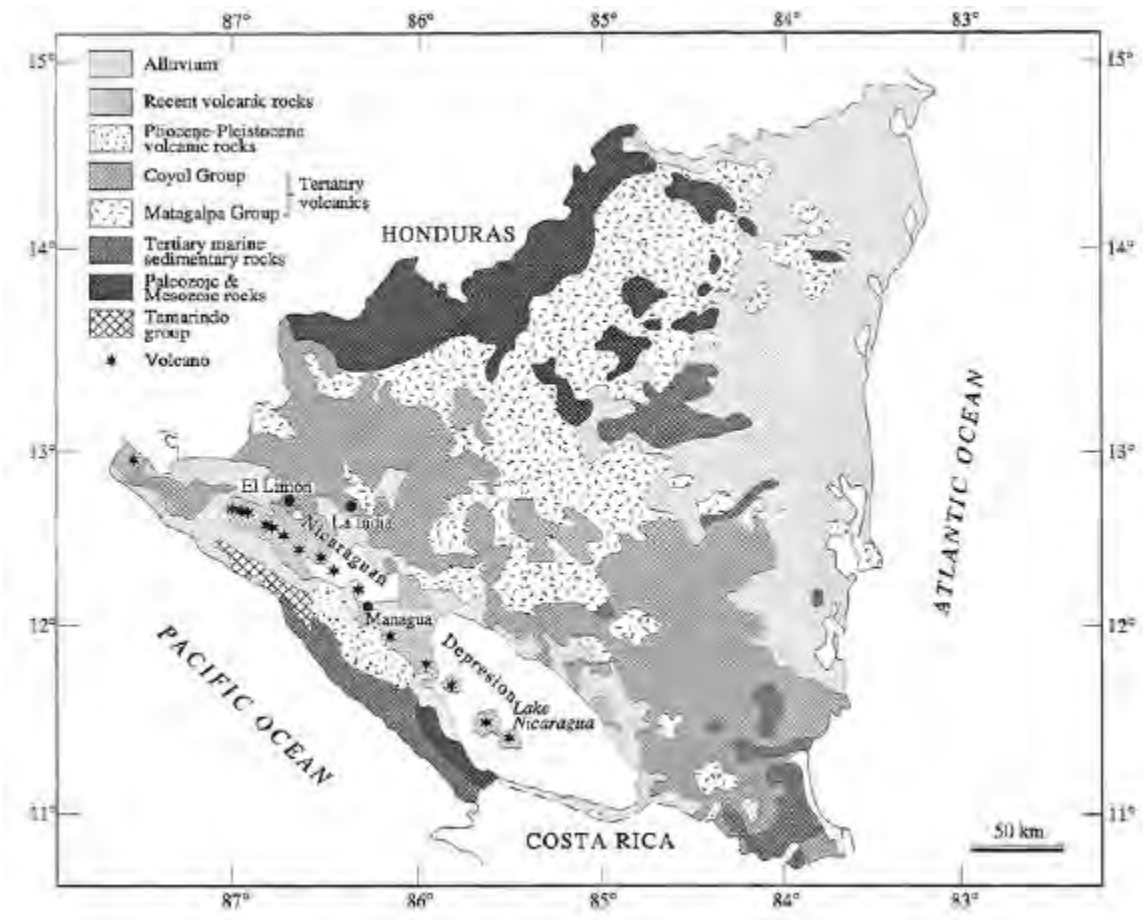 87°
86°
85°
84°
83°
15°
15°
Alluvium
Recent volcanic rocks
Pliocene-Pleistocene
volcanic rocks
Coyol Group
Tertiary
volcanics
Matagalpa Group
Tertiary marine
sedimentary rocks
Paleozoic &
Mesozoic rocks
Tamarindo
group
Volcano
HONDURAS
14°
14°
13°
13°
El Limon
La India
Nicaraguan
ATLANTIC OCEAN
12°
12°
Managua
PACIFIC OCEAN
Depresion
Lake
Nicaragua
11°
11°
COSTA RICA
50 km
87°
86°
85°
84°
83°